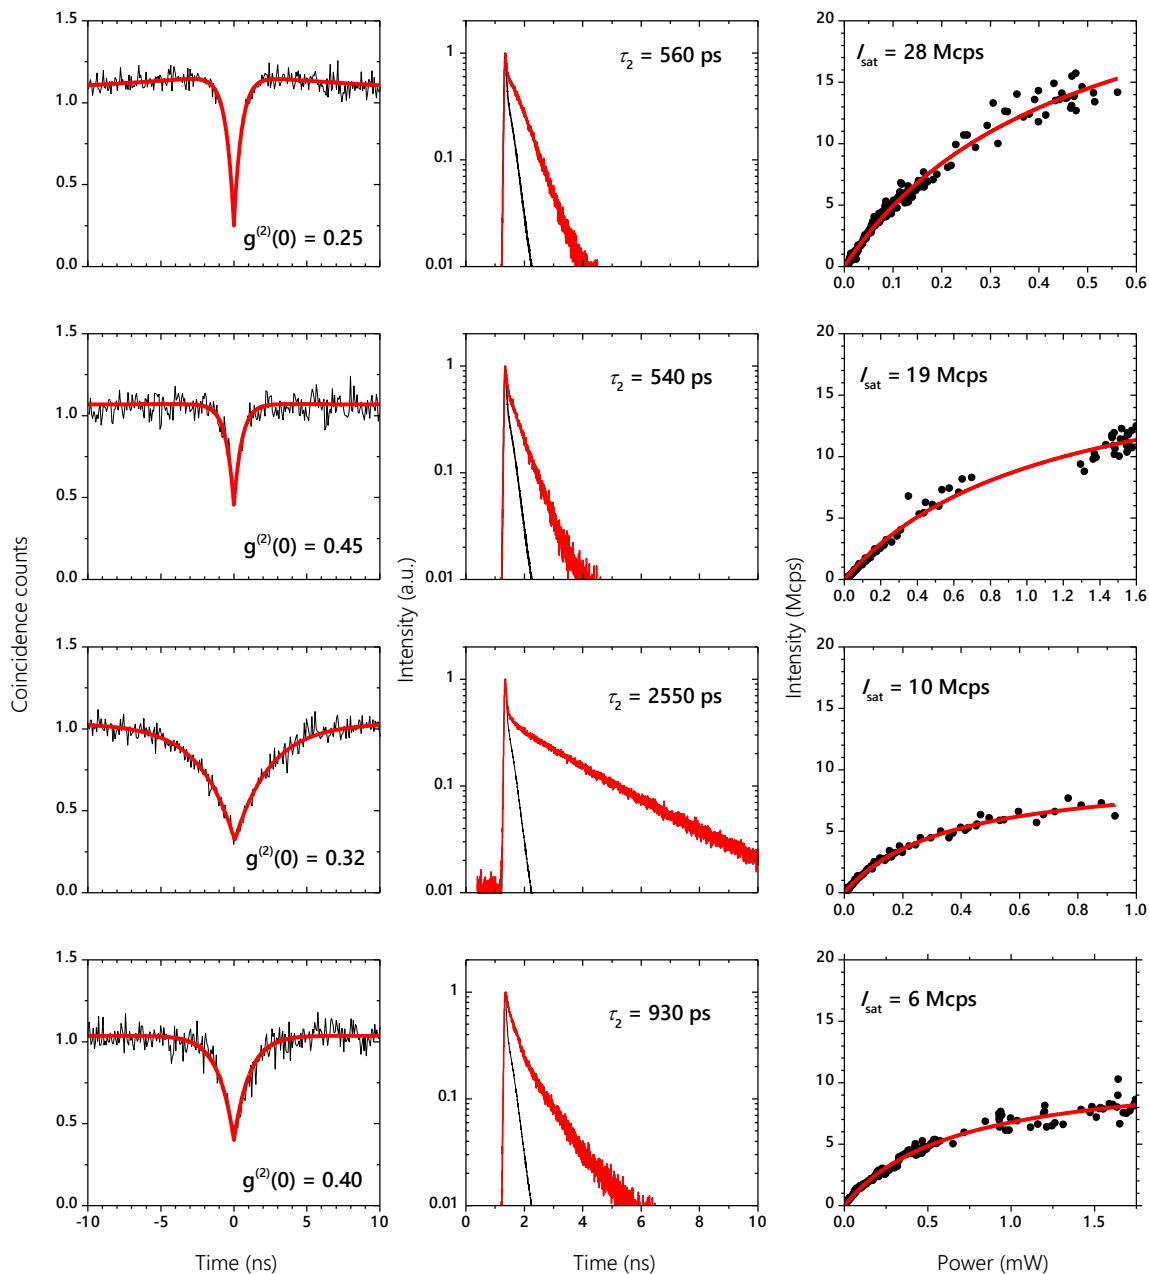 1.5
1.0
0.5
0.0
g(2)(0) = 0.25
1
0.1
0.01
τ2 = 560 ps
20
15
10
5
0
Isat = 28 Mcps
0.0 0.1 0.2 0.3 0.4 0.5 0.6
1.5
1.0
0.5
0.0
g(2)(0) = 0.45
1
0.1
0.01
τ2 = 540 ps
20
15
10
5
0
Isat = 19 Mcps
0.0 0.2 0.4 0.6 0.8 1.0 1.2 1.4 1.6
Coincidence counts
Intensity (a.u.)
Intensity (Mcps)
1.5
1.0
0.5
0.0
g(2)(0) = 0.32
1
0.1
0.01
τ2 = 2550 ps
20
15
10
5
0
Isat = 10 Mcps
0.0 0.2 0.4 0.6 0.8 1.0
1.5
1.0
0.5
0.0
g(2)(0) = 0.40
-10 -5 0 5 10
Time (ns)
1
0.1
0.01
τ2 = 930 ps
0 2 4 6 8 10
Time (ns)
20
15
10
5
0
Isat = 6 Mcps
0.0 0.5 1.0 1.5
Power (mW)